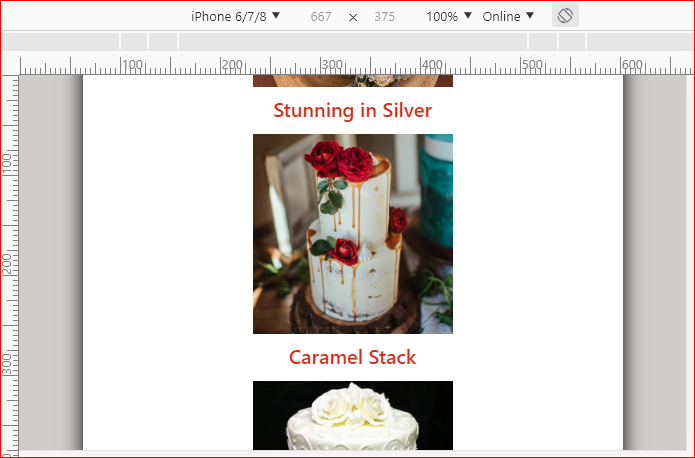 iPhone 6/7/8 ▼ 667 × 375 100% ▼ Online ▼
100 200 300 400 500 600
Stunning in Silver
100
200
Caramel Stack
300